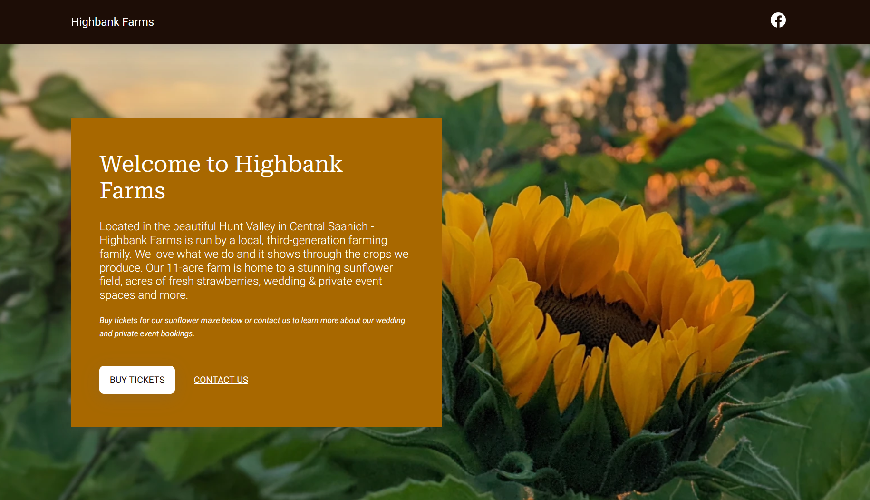 Highbank Farms
Welcome to Highbank
Farms
Located in the beautiful Hunt Valley in Central Saanich -
Highbank Farms is run by a local, third-generation farming
family. We love what we do and it shows through the crops we
produce. Our 11-acre farm is home to a stunning sunflower
field, acres of fresh strawberries, wedding & private event
spaces and more.
Buy tickets for our sunflower maze below or contact us to learn more about our wedding
and private event bookings.
BUY TICKETS
CONTACT US